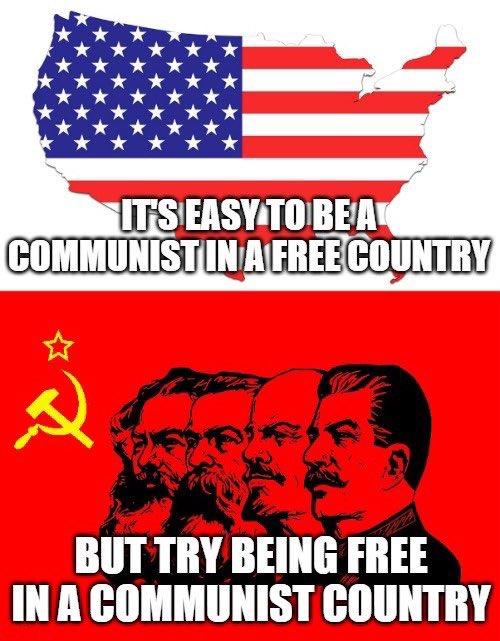 IT'S EASY TO BE A
COMMUNIST IN A FREE COUNTRY
BUT TRY BEING FREE
IN A COMMUNIST COUNTRY